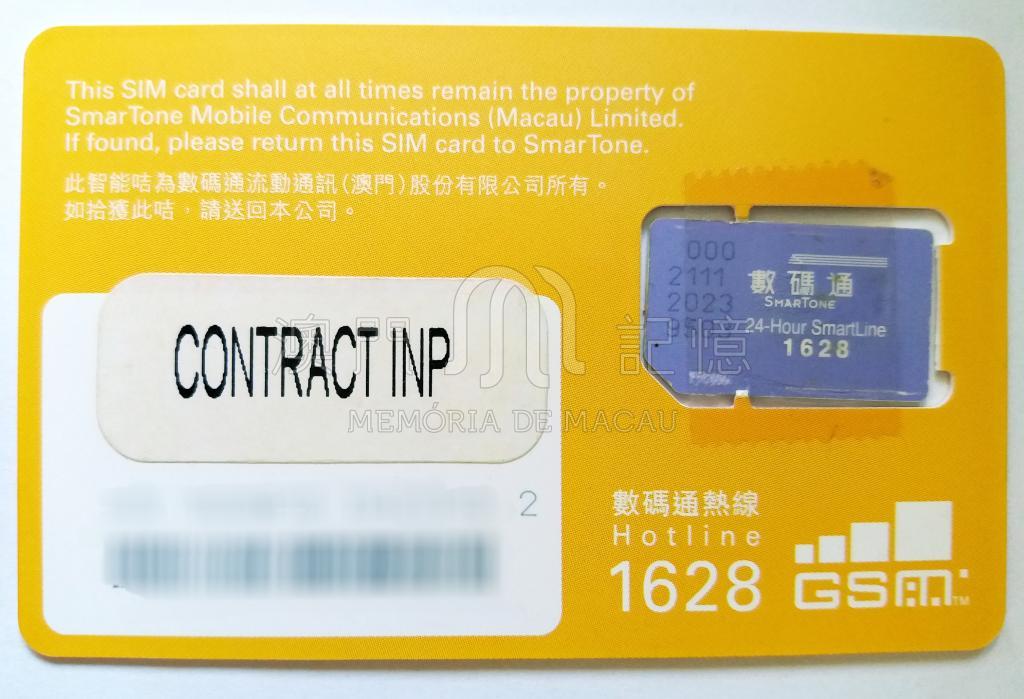 This SIM card shall at all times remain the property of
SmarTone Mobile Communications (Macau) Limited.
If found, please return this SIM card to SmarTone.
此智能咭為數碼通流動通訊(澳門)股份有限公司所有。
如拾獲此咭，請送回本公司。
000
2111
2023
數碼通
SMARTONE
24-Hour SmartLine
1628
CONTRACT INP
澳門記憶
MEMÓRIA DE MACAU
2
數碼通熱線
Hotline
1628
GSM™